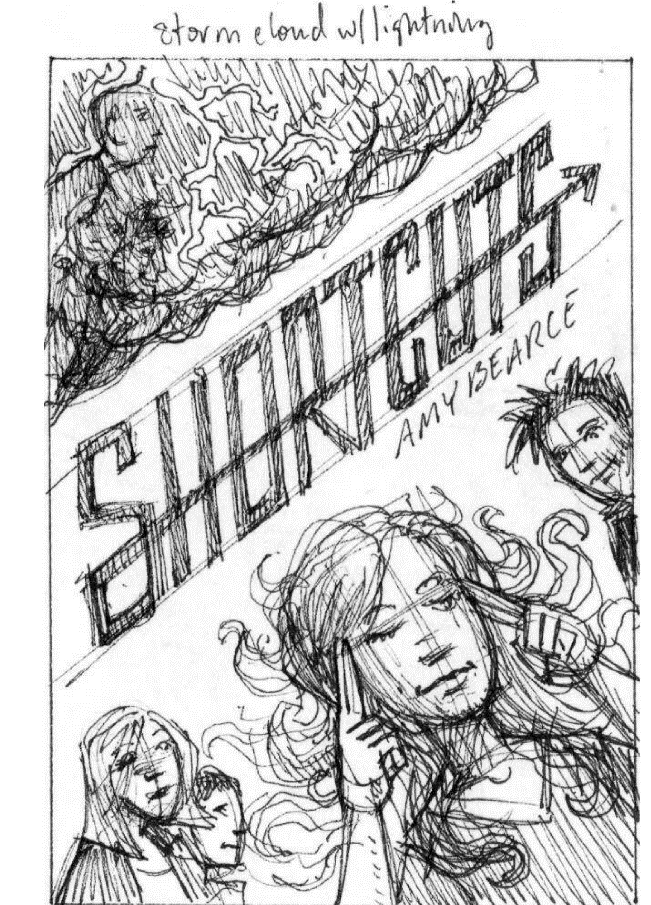 storm cloud w/ lightning
SHORTCUTS
AMY BEARCE